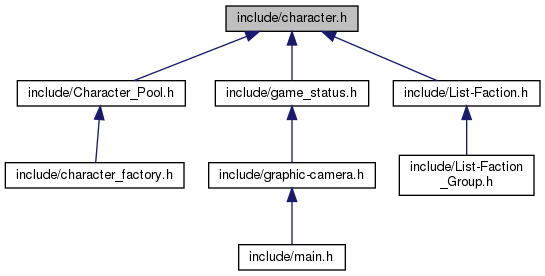 include/character.h
include/Character_Pool.h
include/game_status.h
include/List-Faction.h
include/character_factory.h
include/graphic-camera.h
include/List-Faction
_Group.h
include/main.h